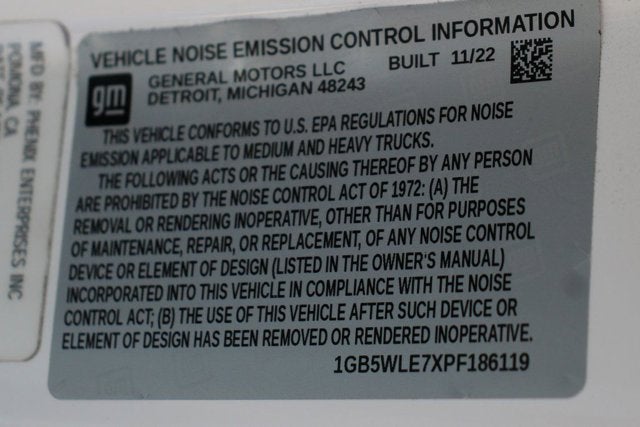 VEHICLE NOISE EMISSION CONTROL INFORMATION
gm
GENERAL MOTORS LLC BUILT 11/22
DETROIT, MICHIGAN 48243
THIS VEHICLE CONFORMS TO U.S. EPA REGULATIONS FOR NOISE
EMISSION APPLICABLE TO MEDIUM AND HEAVY TRUCKS.
THE FOLLOWING ACTS OR THE CAUSING THEREOF BY ANY PERSON
ARE PROHIBITED BY THE NOISE CONTROL ACT OF 1972: (A) THE
REMOVAL OR RENDERING INOPERATIVE, OTHER THAN FOR PURPOSES
OF MAINTENANCE, REPAIR, OR REPLACEMENT, OF ANY NOISE CONTROL
DEVICE OR ELEMENT OF DESIGN (LISTED IN THE OWNER'S MANUAL)
INCORPORATED INTO THIS VEHICLE IN COMPLIANCE WITH THE NOISE
CONTROL ACT; (B) THE USE OF THIS VEHICLE AFTER SUCH DEVICE OR
ELEMENT OF DESIGN HAS BEEN REMOVED OR RENDERED INOPERATIVE.
1GB5WLE7XPF186119
MFD BY: PHENIX ENTERPRISES INC
POMONA, CA